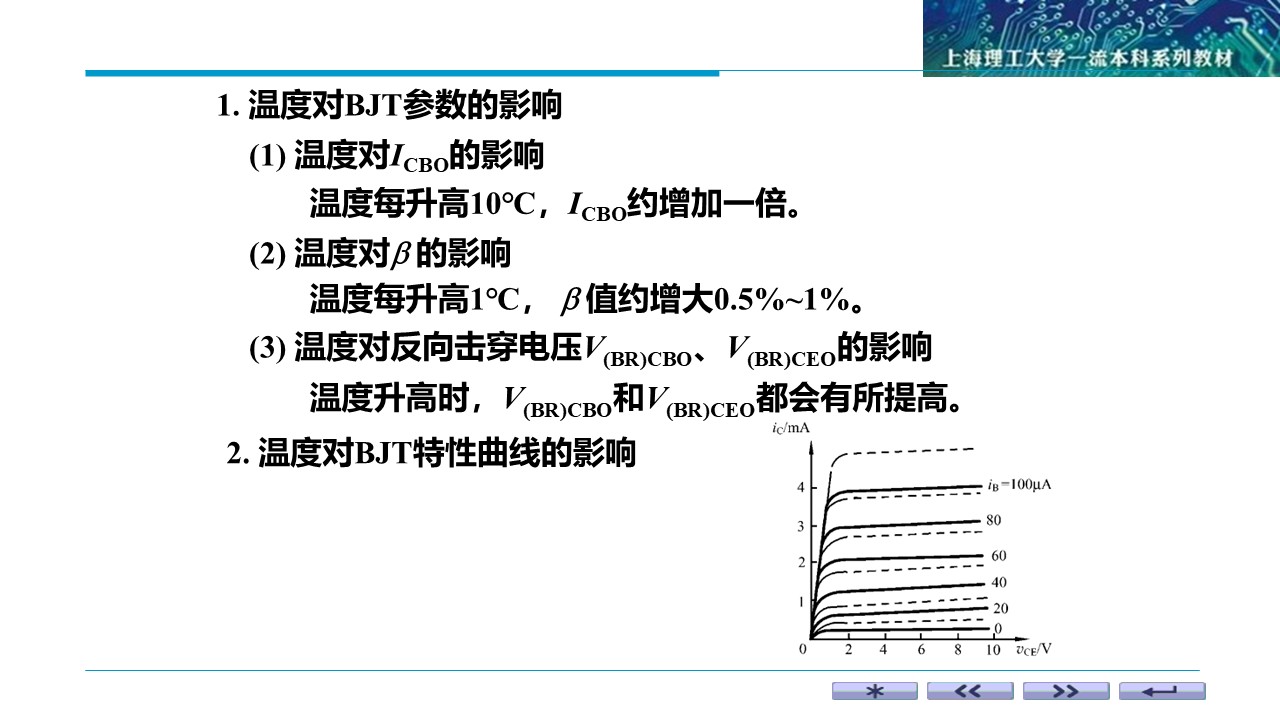 上海理工大学一流本科系列教材
1. 温度对BJT参数的影响
(1) 温度对ICBO的影响
温度每升高10℃，ICBO约增加一倍。
(2) 温度对β 的影响
温度每升高1℃， β 值约增大0.5%~1%。
(3) 温度对反向击穿电压V(BR)CBO、V(BR)CEO的影响
温度升高时，V(BR)CBO和V(BR)CEO都会有所提高。
2. 温度对BJT特性曲线的影响
iC/mA
4
iB=100μA
3
80
2
60
40
1
20
0
0 2 4 6 8 10 vCE/V